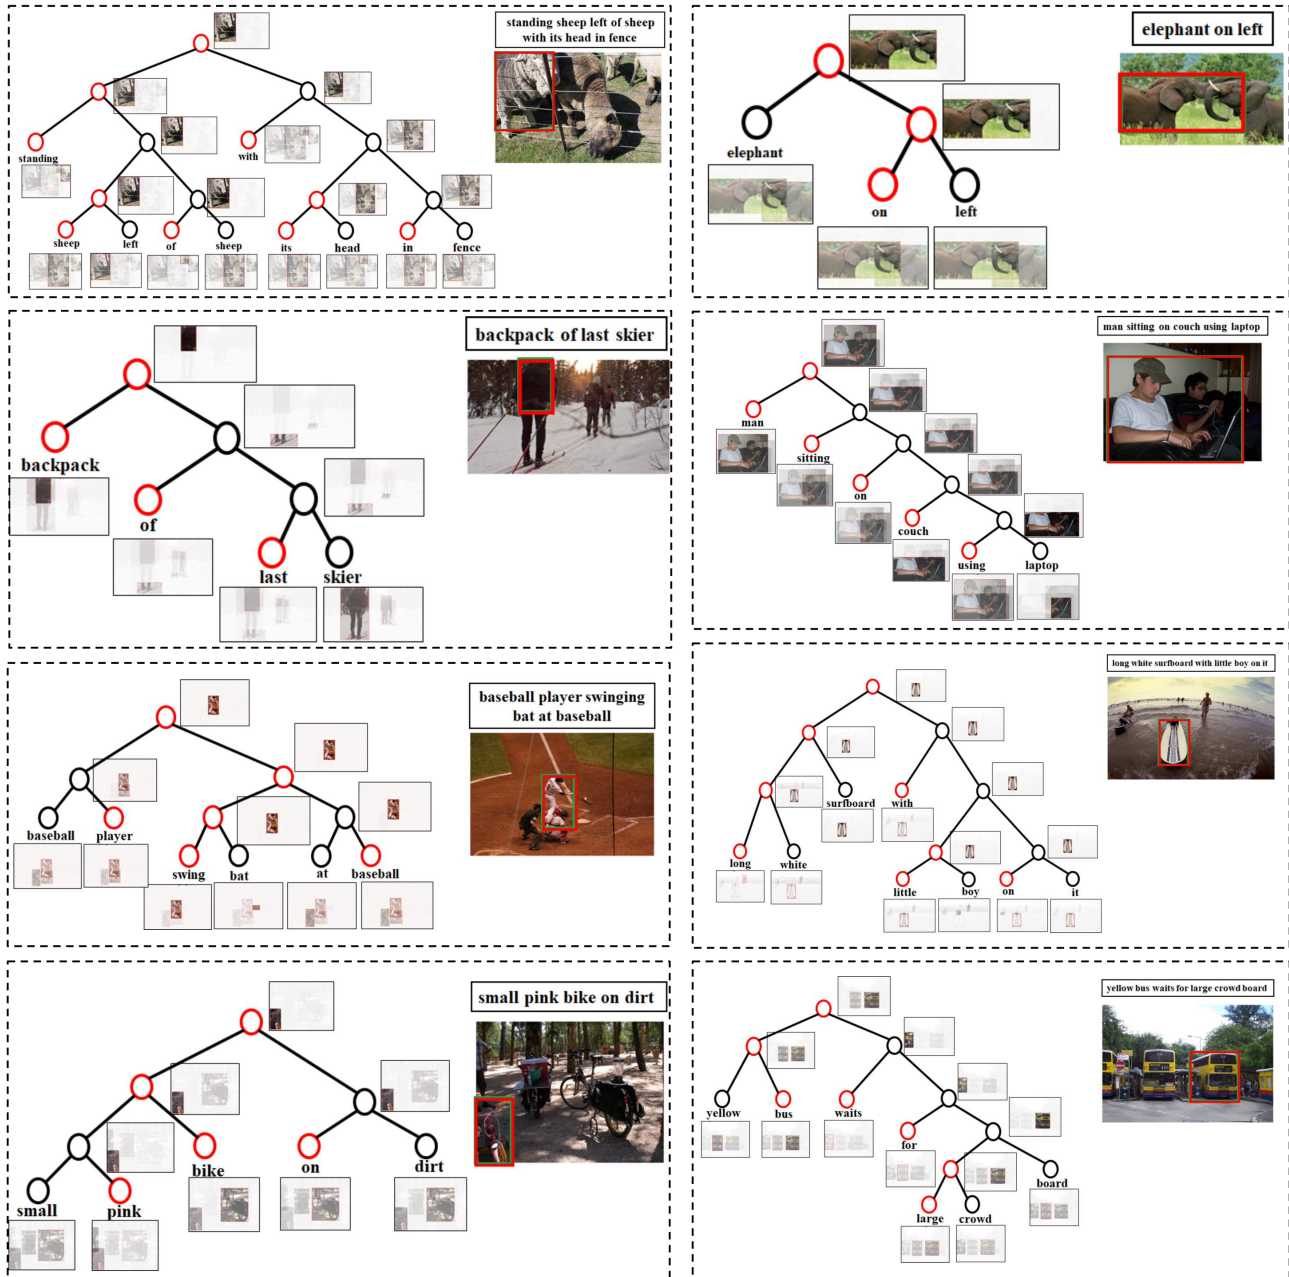 standing sheep left of sheep
with its head in fence
standing
with
sheep
left
of
sheep
its
head
in
fence
elephant on left
elephant
on
left
backpack of last skier
backpack
of
last
skier
man sitting on couch using laptop
man
sitting
on
couch
using
laptop
baseball player swinging
bat at baseball
baseball
player
swing
bat
at
baseball
long white surfboard with little boy on it
surfboard
with
long
white
little
boy
on
it
small pink bike on dirt
bike
on
dirt
small
pink
yellow bus waits for large crowd board
yellow
bus
waits
for
board
large
crowd